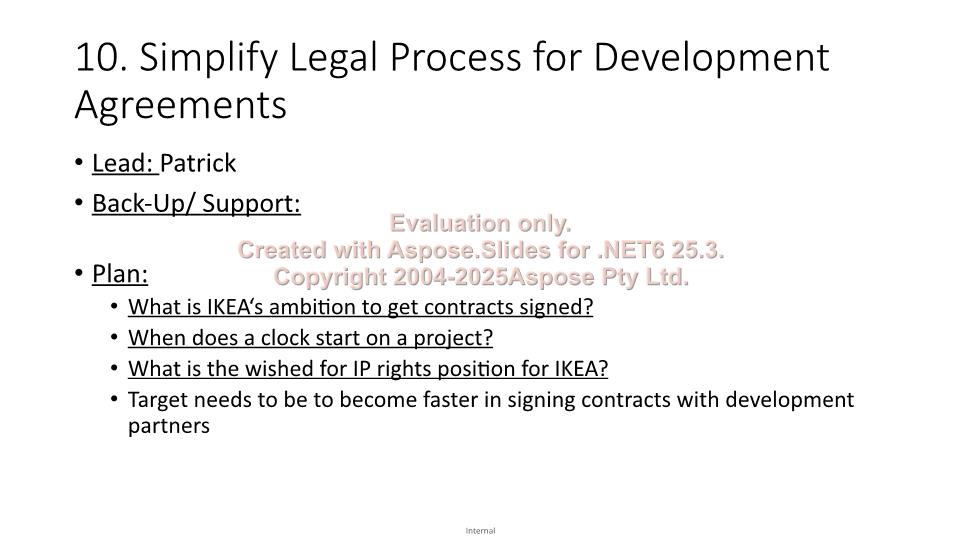 10. Simplify Legal Process for Development
Agreements
• Lead: Patrick
• Back-Up/ Support:
Evaluation only.
Created with Aspose.Slides for .NET6 25.3.
Copyright 2004-2025Aspose Pty Ltd.
• Plan:
• What is IKEA‘s ambition to get contracts signed?
• When does a clock start on a project?
• What is the wished for IP rights position for IKEA?
• Target needs to be to become faster in signing contracts with development
partners
Internal